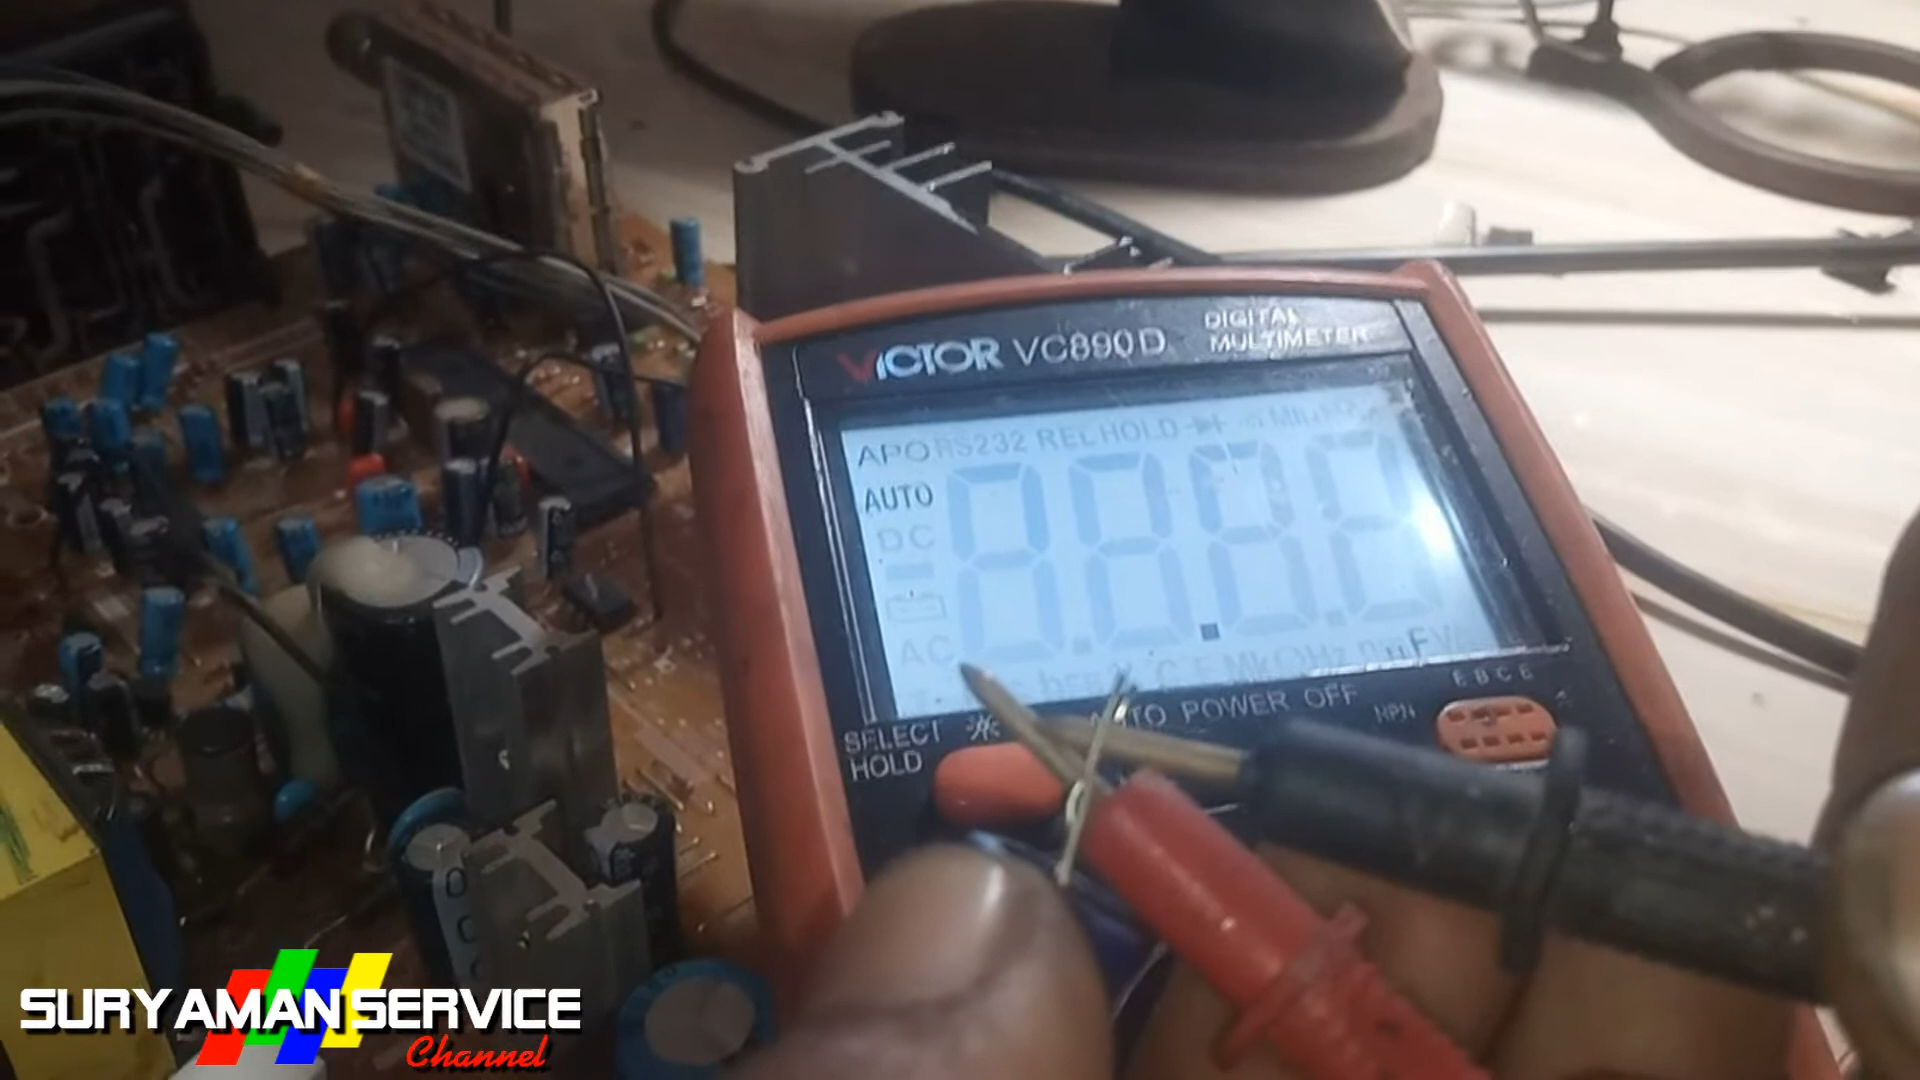 VICTOR VC890D
DIGITAL
MULTIMETER
APO RS232 REL HOLD
AUTO
DC
AC
SELECT
HOLD
AUTO POWER OFF
NPN
E B C E
SURYAMAN SERVICE
Channel